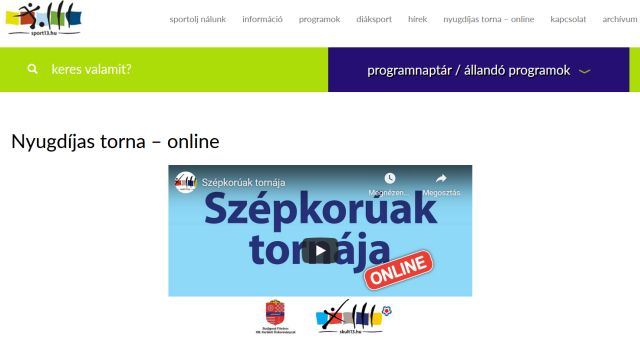 sport13.hu
sportolj nálunk információ programok diáksport hírek nyugdíjas torna – online kapcsolat archívum
keres valamit?
programnaptár / állandó programok
Nyugdíjas torna – online
Szépkorúak tornája
Megnézen... Megosztás
Szépkorúak
tornája
ONLINE
Budapest Főváros
XIII. Kerületi Önkormányzat
skult13.hu